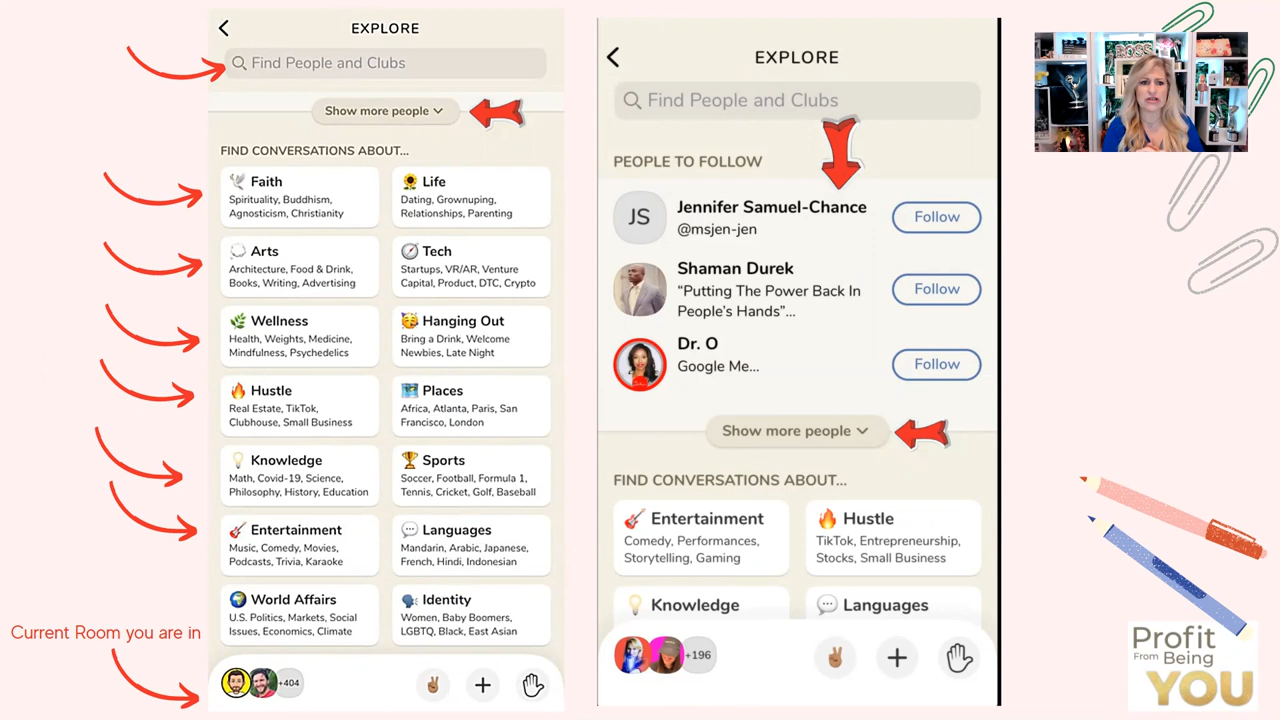 EXPLORE
Find People and Clubs
Show more people
FIND CONVERSATIONS ABOUT...
Faith
Spirituality, Buddhism,
Agnosticism, Christianity
Life
Dating, Grownuping,
Relationships, Parenting
Arts
Architecture, Food & Drink,
Books, Writing, Advertising
Tech
Startups, VR/AR, Venture
Capital, Product, DTC, Crypto
Wellness
Health, Weights, Medicine,
Mindfulness, Psychedelics
Hanging Out
Bring a Drink, Welcome
Newbies, Late Night
Hustle
Real Estate, TikTok,
Clubhouse, Small Business
Places
Africa, Atlanta, Paris, San
Francisco, London
Knowledge
Math, Covid-19, Science,
Philosophy, History, Education
Sports
Soccer, Football, Formula 1,
Tennis, Cricket, Golf, Baseball
Entertainment
Music, Comedy, Movies,
Podcasts, Trivia, Karaoke
Languages
Mandarin, Arabic, Japanese,
French, Hindi, Indonesian
World Affairs
U.S. Politics, Markets, Social
Issues, Economics, Climate
Identity
Women, Baby Boomers,
LGBTQ, Black, East Asian
Current Room you are in
+404
EXPLORE
Find People and Clubs
PEOPLE TO FOLLOW
JS
Jennifer Samuel-Chance
@msjen-jen
Follow
Shaman Durek
“Putting The Power Back In
People’s Hands”...
Follow
Dr. O
Google Me...
Follow
Show more people
FIND CONVERSATIONS ABOUT...
Entertainment
Comedy, Performances,
Storytelling, Gaming
Hustle
TikTok, Entrepreneurship,
Stocks, Small Business
Knowledge
Languages
+196
BOSS
Profit
From Being
YOU